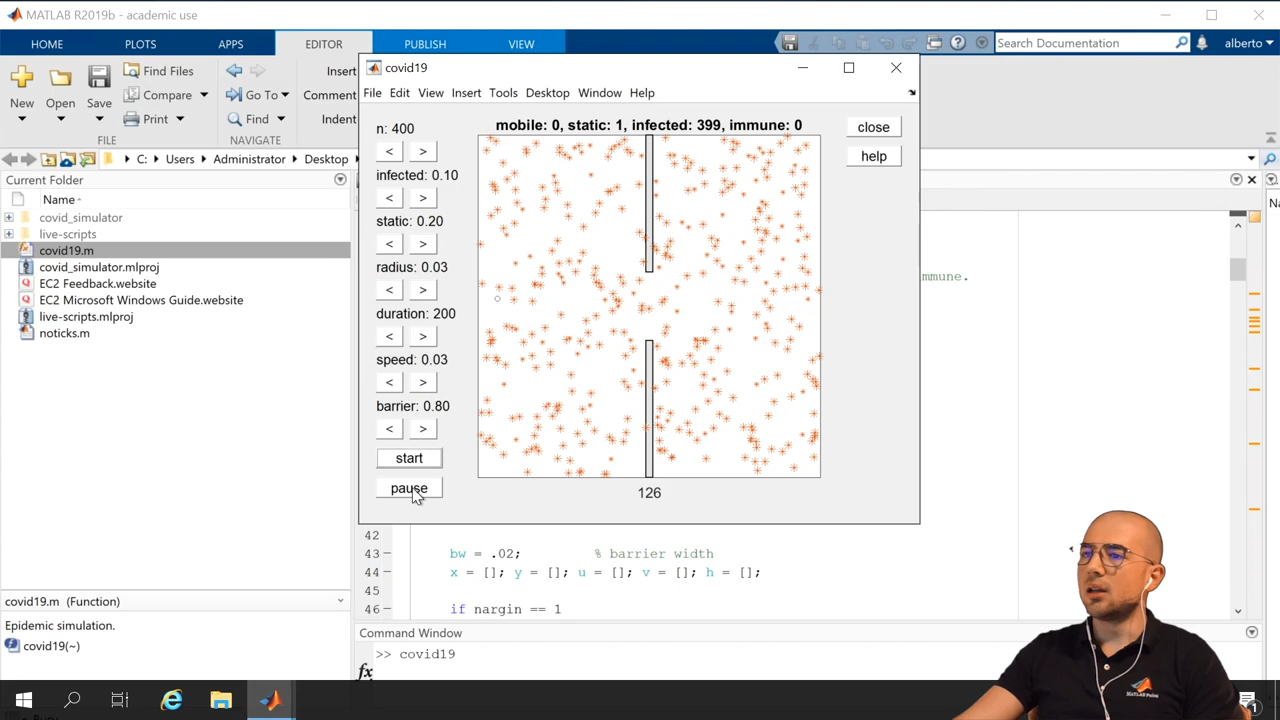 MATLAB R2019b - academic use
HOME PLOTS APPS EDITOR PUBLISH VIEW
Search Documentation
alberto
New Open Save
Find Files
Compare
Print
Go To
Find
Insert
Comment
Indent
FILE
NAVIGATE
C: Users Administrator Desktop
Current Folder
Name
covid_simulator
live-scripts
covid19.m
covid_simulator.mlproj
EC2 Feedback.website
EC2 Microsoft Windows Guide.website
live-scripts.mlproj
noticks.m
covid19.m (Function)
Epidemic simulation.
covid19(~)
covid19
File Edit View Insert Tools Desktop Window Help
n: 400
< >
infected: 0.10
< >
static: 0.20
< >
radius: 0.03
< >
duration: 200
< >
speed: 0.03
< >
barrier: 0.80
< >
start
pause
mobile: 0, static: 1, infected: 399, immune: 0
126
close
help
mmune.
42
43 bw = .02; % barrier width
44 x = []; y = []; u = []; v = []; h = [];
45
46 if nargin == 1
Command Window
fx >> covid19
MATLAB Point
1